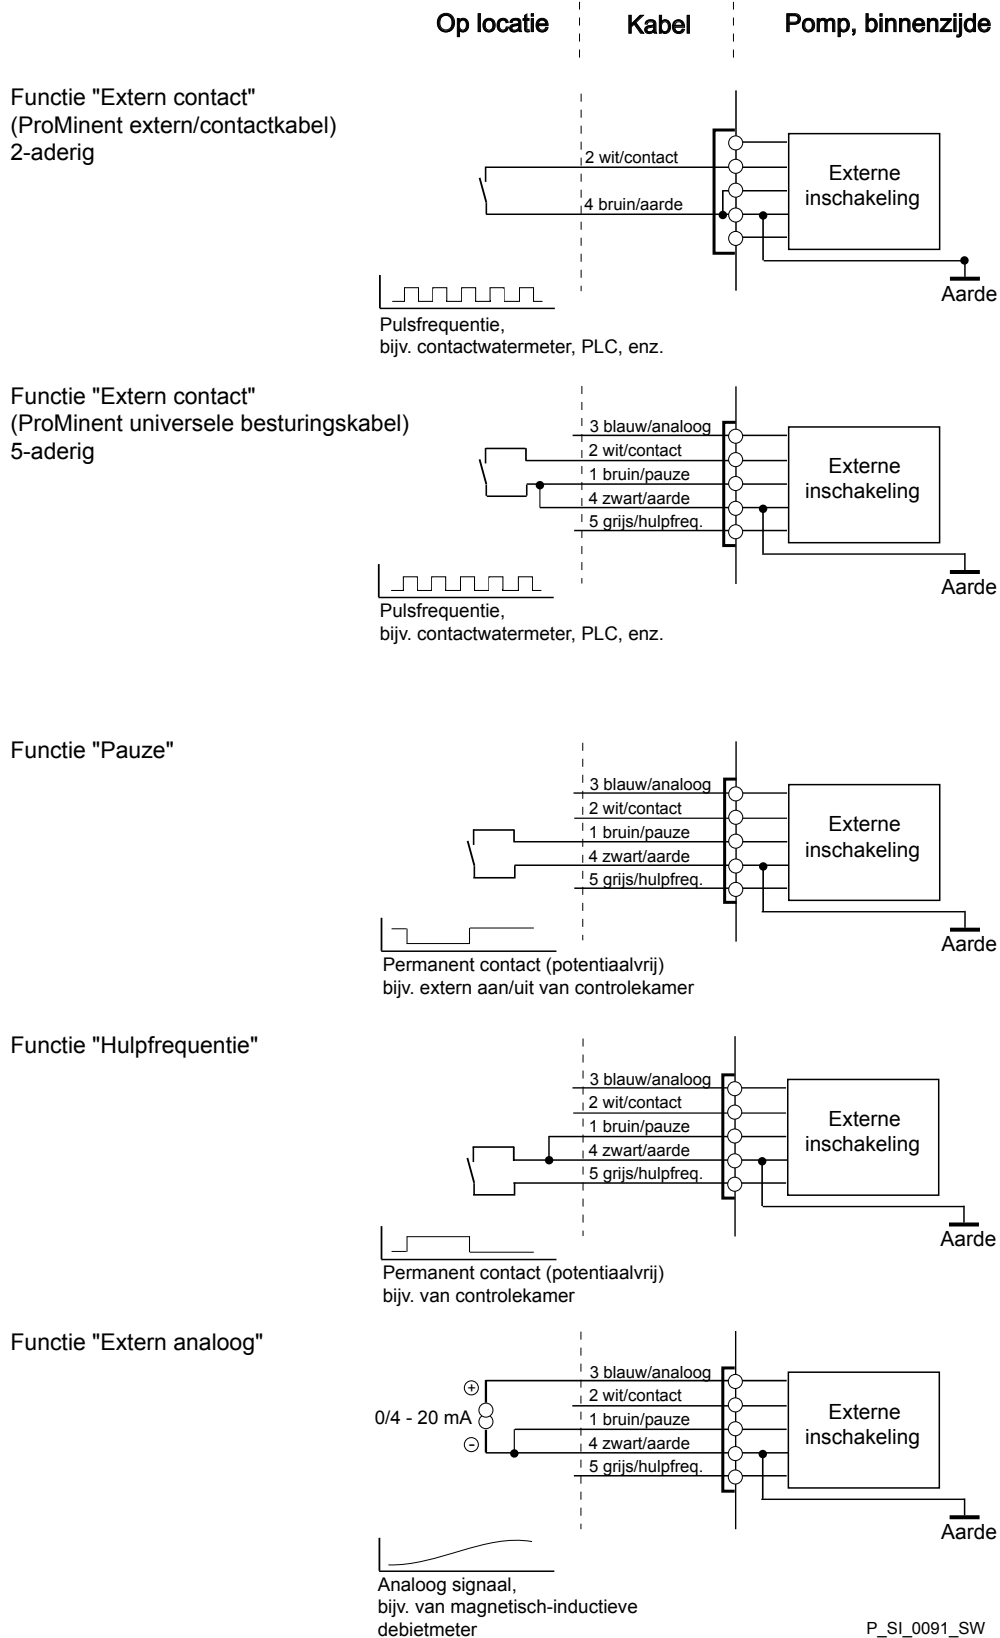 Op locatie Kabel Pomp, binnenzijde
Functie "Extern contact"
(ProMinent extern/contactkabel)
2-aderig
2 wit/contact
4 bruin/aarde
Externe
inschakeling
Aarde
Pulsfrequentie,
bijv. contactwatermeter, PLC, enz.
Functie "Extern contact"
(ProMinent universele besturingskabel)
5-aderig
3 blauw/analoog
2 wit/contact
1 bruin/pauze
4 zwart/aarde
5 grijs/hulpfreq.
Externe
inschakeling
Aarde
Pulsfrequentie,
bijv. contactwatermeter, PLC, enz.
Functie "Pauze"
3 blauw/analoog
2 wit/contact
1 bruin/pauze
4 zwart/aarde
5 grijs/hulpfreq.
Externe
inschakeling
Aarde
Permanent contact (potentiaalvrij)
bijv. extern aan/uit van controlekamer
Functie "Hulpfrequentie"
3 blauw/analoog
2 wit/contact
1 bruin/pauze
4 zwart/aarde
5 grijs/hulpfreq.
Externe
inschakeling
Aarde
Permanent contact (potentiaalvrij)
bijv. van controlekamer
Functie "Extern analoog"
+
0/4 - 20 mA
-
3 blauw/analoog
2 wit/contact
1 bruin/pauze
4 zwart/aarde
5 grijs/hulpfreq.
Externe
inschakeling
Aarde
Analoog signaal,
bijv. van magnetisch-inductieve
debietmeter
P_SI_0091_SW